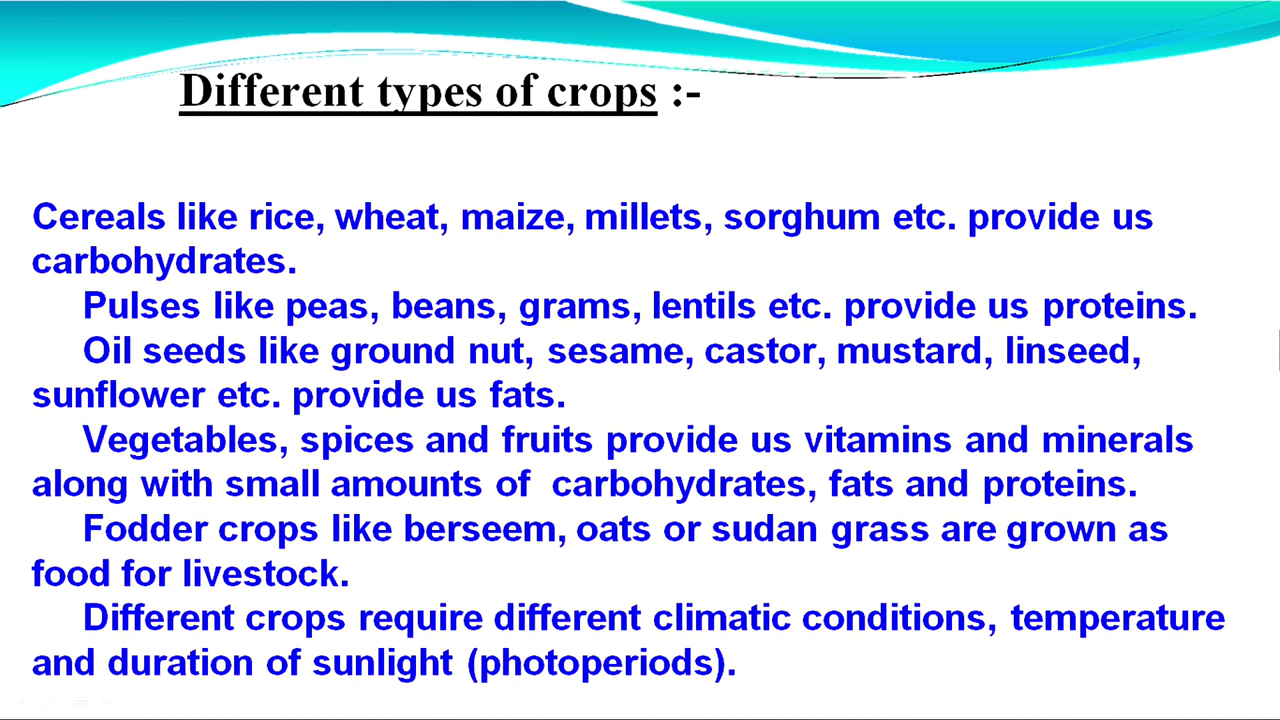 Different types of crops :-
Cereals like rice, wheat, maize, millets, sorghum etc. provide us
carbohydrates.
Pulses like peas, beans, grams, lentils etc. provide us proteins.
Oil seeds like ground nut, sesame, castor, mustard, linseed,
sunflower etc. provide us fats.
Vegetables, spices and fruits provide us vitamins and minerals
along with small amounts of carbohydrates, fats and proteins.
Fodder crops like berseem, oats or sudan grass are grown as
food for livestock.
Different crops require different climatic conditions, temperature
and duration of sunlight (photoperiods).